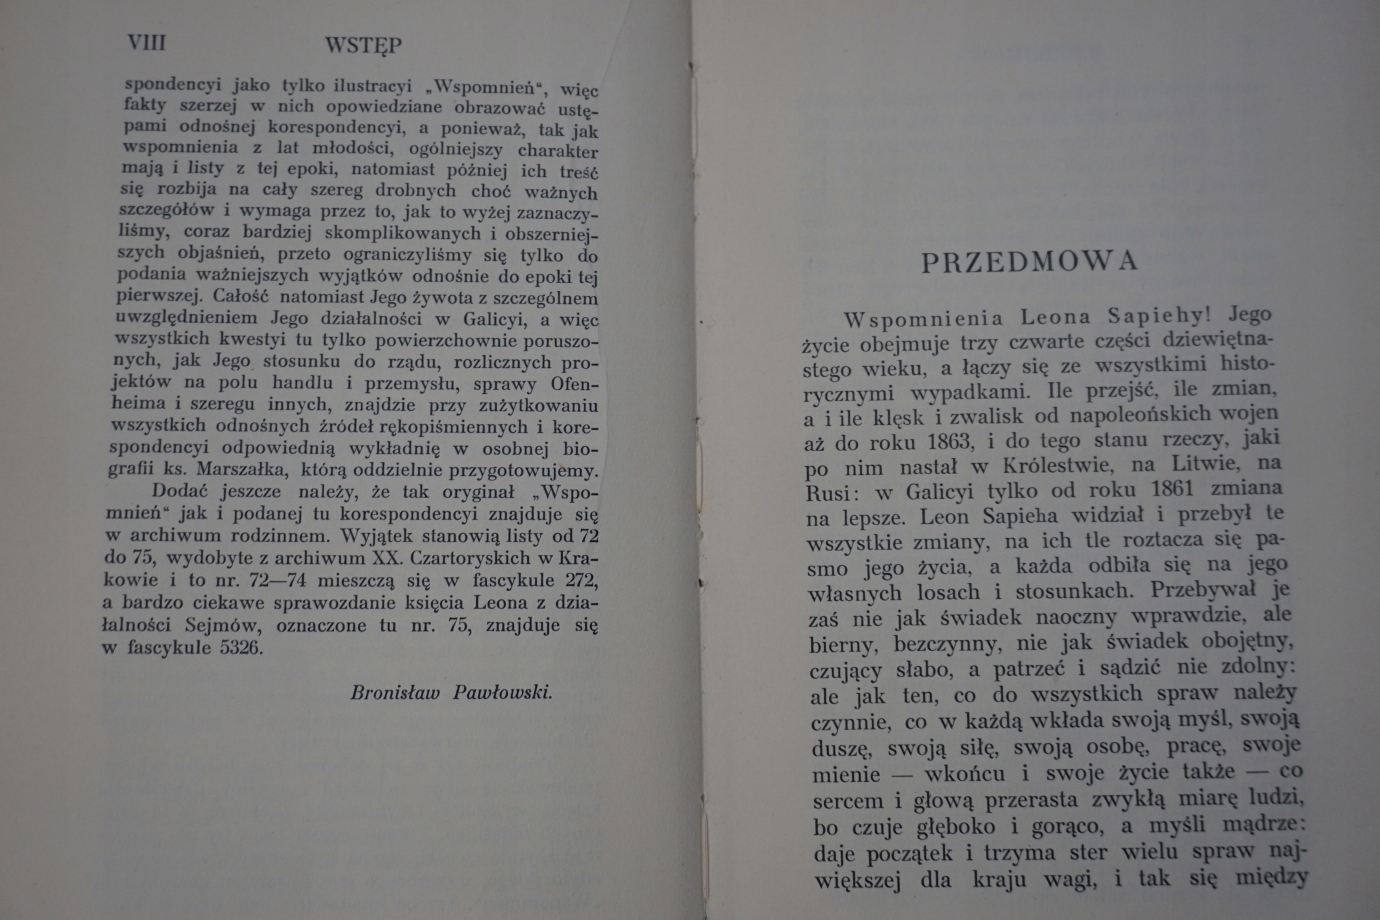 VIII WSTĘP
spondencyi jako tylko ilustracyi „Wspomnień“, więc
fakty szerzej w nich opowiedziane obrazować ustę-
pami odnośnej korespondencyi, a ponieważ, tak jak
wspomnienia z lat młodości, ogólniejszy charakter
mają i listy z tej epoki, natomiast później ich treść
się rozbija na cały szereg drobnych choć ważnych
szczegółów i wymaga przez to, jak to wyżej zaznaczy-
liśmy, coraz bardziej skomplikowanych i obszerniej-
szych objaśnień, przeto ograniczyliśmy się tylko do
podania ważniejszych wyjątków odnośnie do epoki tej
pierwszej. Całość natomiast Jego żywota z szczególnem
uwzględnieniem Jego działalności w Galicyi, a więc
wszystkich kwestyi tu tylko powierzchownie poruszo-
nych, jak Jego stosunku do rządu, rozlicznych pro-
jektów na polu handlu i przemysłu, sprawy Ofen-
heima i szeregu innych, znajdzie przy zużytkowaniu
wszystkich odnośnych źródeł rękopiśmiennych i kore-
spondencyi odpowiednią wykładnię w osobnej bio-
grafii ks. Marszałka, którą oddzielnie przygotowujemy.
Dodać jeszcze należy, że tak oryginał „Wspo-
mnień“ jak i podanej tu korespondencyi znajduje się
w archiwum rodzinnem. Wyjątek stanowią listy od 72
do 75, wydobyte z archiwum XX. Czartoryskich w Kra-
kowie i to nr. 72—74 mieszczą się w fascykule 272,
a bardzo ciekawe sprawozdanie księcia Leona z dzia-
łalności Sejmów, oznaczone tu nr. 75, znajduje się
w fascykule 5326.
Bronisław Pawłowski.
PRZEDMOWA
Wspomnienia Leona Sapiehy! Jego
życie obejmuje trzy czwarte części dziewiętna-
stego wieku, a łączy się ze wszystkimi histo-
rycznymi wypadkami. Ile przejść, ile zmian,
a i ile klęsk i zwalisk od napoleońskich wojen
aż do roku 1863, i do tego stanu rzeczy, jaki
po nim nastał w Królestwie, na Litwie, na
Rusi: w Galicyi tylko od roku 1861 zmiana
na lepsze. Leon Sapieha widział i przebył te
wszystkie zmiany, na ich tle roztacza się pa-
smo jego życia, a każda odbiła się na jego
własnych losach i stosunkach. Przebywał je
zaś nie jak świadek naoczny wprawdzie, ale
bierny, bezczynny, nie jak świadek obojętny,
czujący słabo, a patrzeć i sądzić nie zdolny:
ale jak ten, co do wszystkich spraw należy
czynnie, co w każdą wkłada swoją myśl, swoją
duszę, swoją siłę, swoją osobę, pracę, swoje
mienie — wkońcu i swoje życie także — co
sercem i głową przerasta zwykłą miarę ludzi,
bo czuje głęboko i gorąco, a myśli mądrze:
daje początek i trzyma ster wielu spraw naj-
większej dla kraju wagi, i tak się między